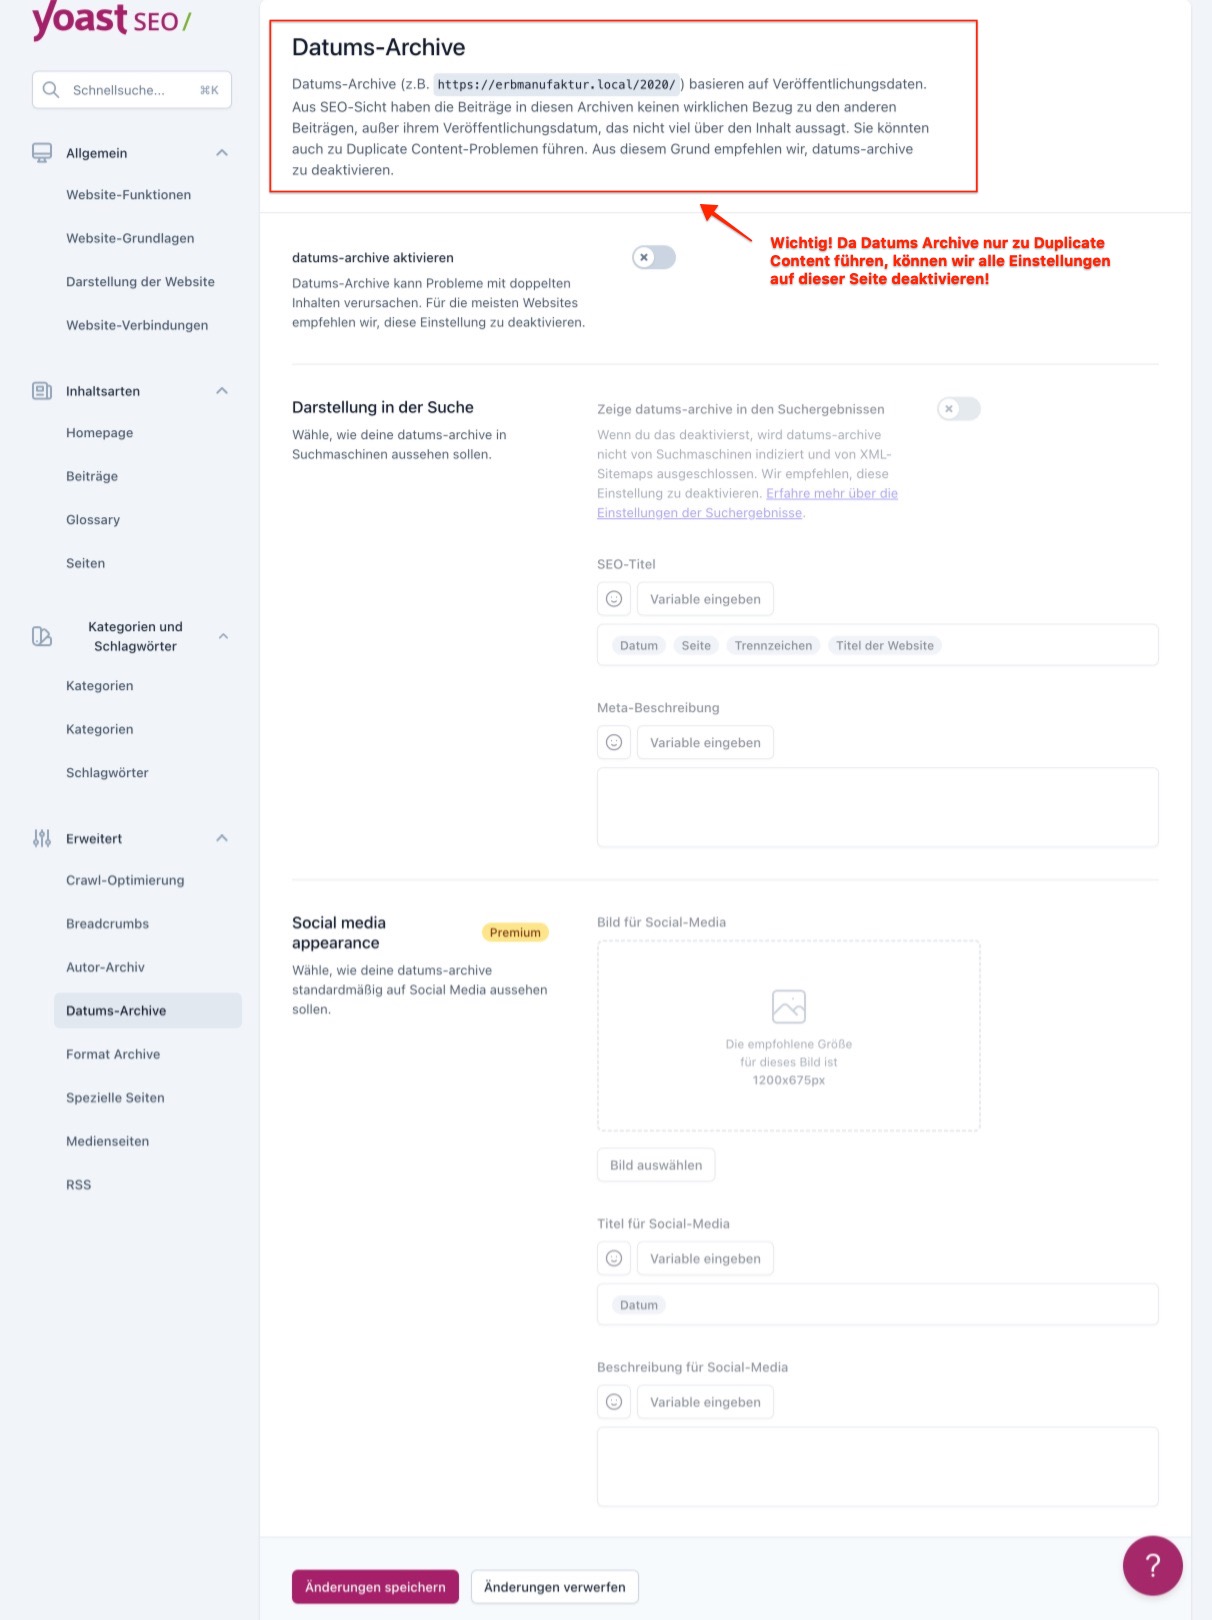 yoast SEO/
Schnellsuche... ⌘K
Allgemein
Website-Funktionen
Website-Grundlagen
Darstellung der Website
Website-Verbindungen
Inhaltsarten
Homepage
Beiträge
Glossary
Seiten
Kategorien und
Schlagwörter
Kategorien
Kategorien
Schlagwörter
Erweitert
Crawl-Optimierung
Breadcrumbs
Autor-Archiv
Datums-Archive
Format Archive
Spezielle Seiten
Medienseiten
RSS
Datums-Archive
Datums-Archive (z.B. https://erbmanufaktur.local/2020/ ) basieren auf Veröffentlichungsdaten.
Aus SEO-Sicht haben die Beiträge in diesen Archiven keinen wirklichen Bezug zu den anderen
Beiträgen, außer ihrem Veröffentlichungsdatum, das nicht viel über den Inhalt aussagt. Sie könnten
auch zu Duplicate Content-Problemen führen. Aus diesem Grund empfehlen wir, datums-archive
zu deaktivieren.
Wichtig! Da Datums Archive nur zu Duplicate
Content führen, können wir alle Einstellungen
auf dieser Seite deaktivieren!
datums-archive aktivieren
Datums-Archive kann Probleme mit doppelten
Inhalten verursachen. Für die meisten Websites
empfehlen wir, diese Einstellung zu deaktivieren.
Darstellung in der Suche
Wähle, wie deine datums-archive in
Suchmaschinen aussehen sollen.
Zeige datums-archive in den Suchergebnissen
Wenn du das deaktivierst, wird datums-archive
nicht von Suchmaschinen indiziert und von XML-
Sitemaps ausgeschlossen. Wir empfehlen, diese
Einstellung zu deaktivieren. Erfahre mehr über die
Einstellungen der Suchergebnisse.
SEO-Titel
Variable eingeben
Datum Seite Trennzeichen Titel der Website
Meta-Beschreibung
Variable eingeben
Social media
appearance
Premium
Wähle, wie deine datums-archive
standardmäßig auf Social Media aussehen
sollen.
Bild für Social-Media
Die empfohlene Größe
für dieses Bild ist
1200x675px
Bild auswählen
Titel für Social-Media
Variable eingeben
Datum
Beschreibung für Social-Media
Variable eingeben
Änderungen speichern
Änderungen verwerfen
?